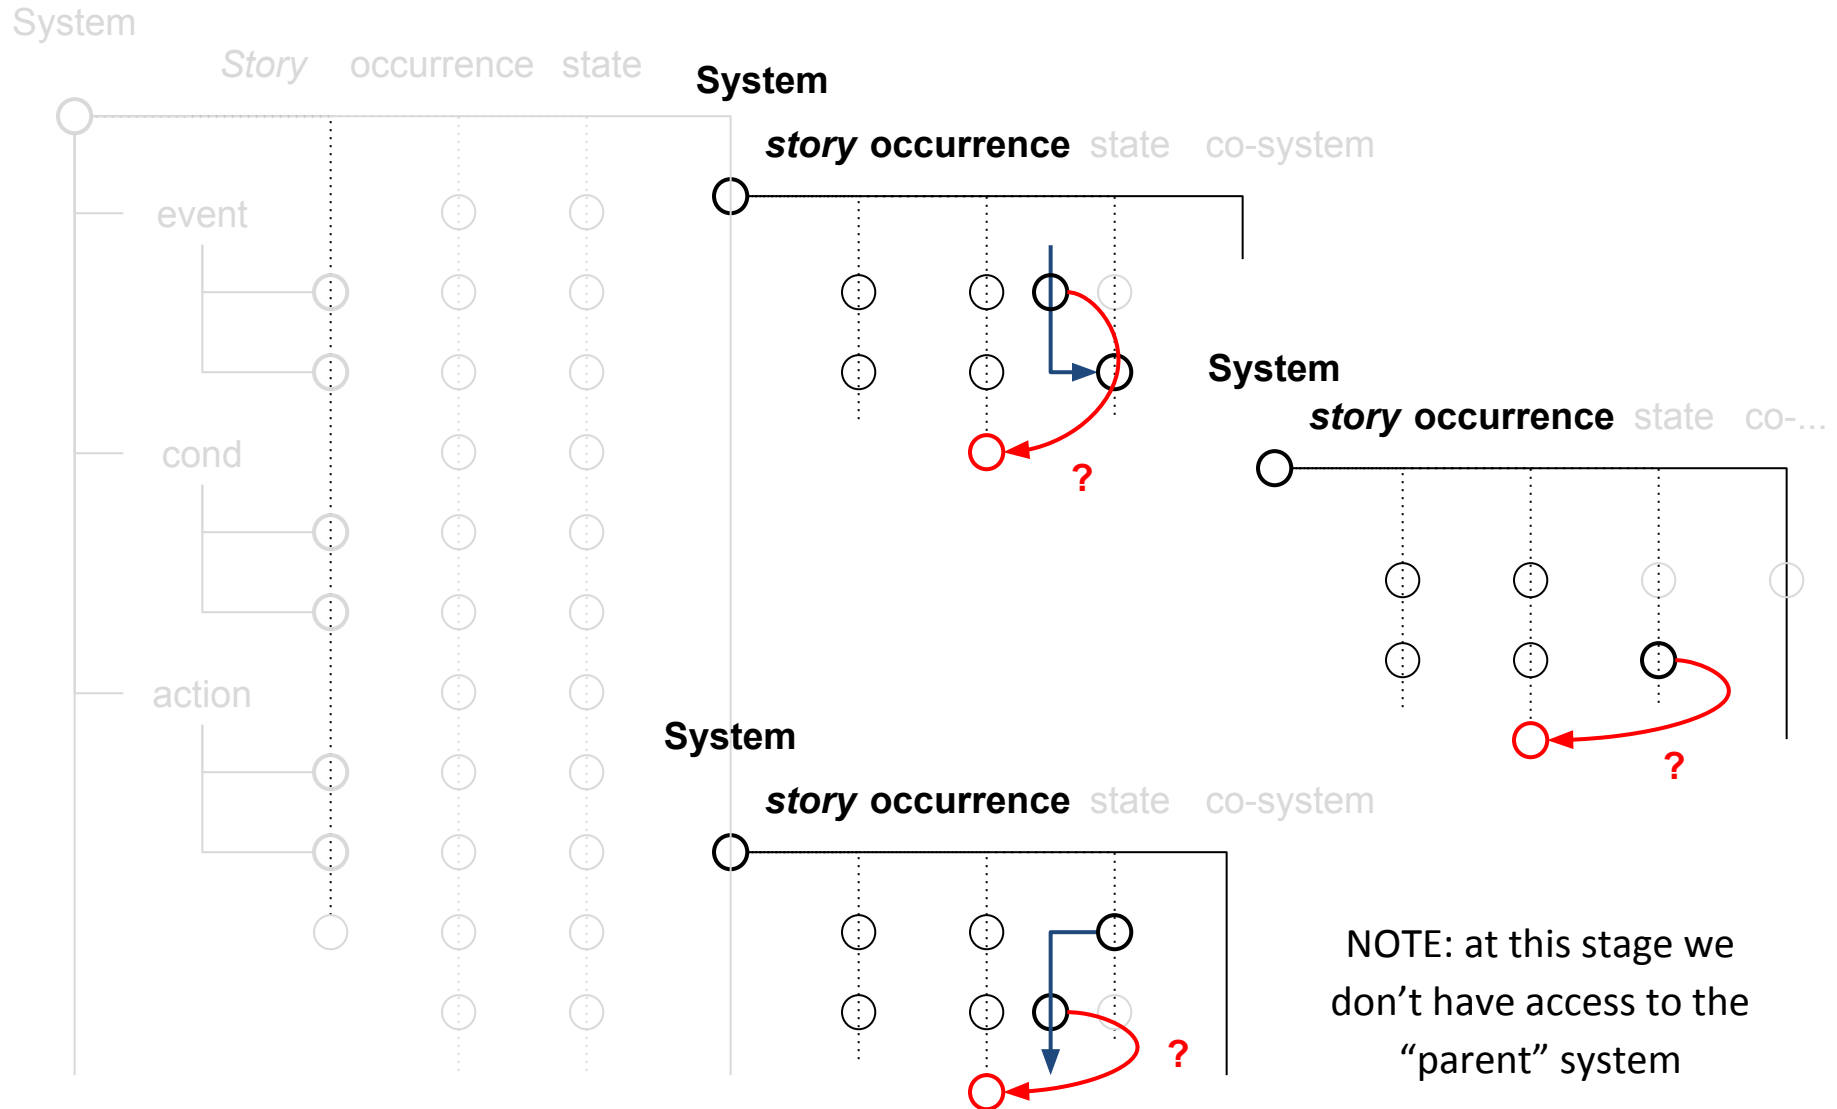 System
Story occurrence state
System
story occurrence state co-system
event
System
story occurrence state co-...
cond
?
action
System
?
story occurrence state co-system
NOTE: at this stage we
don’t have access to the
“parent” system
?